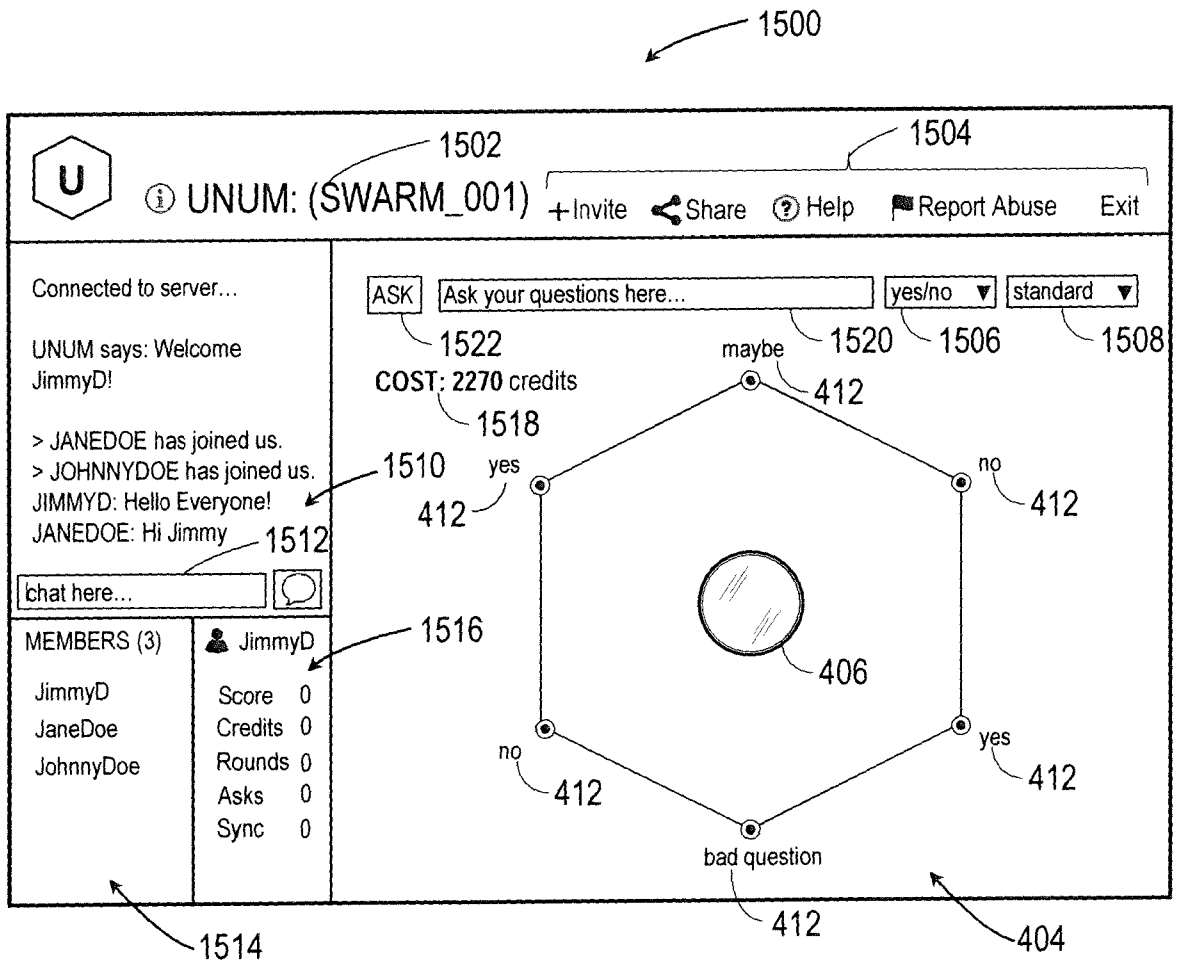 1500
1502
1504
U
i UNUM: (SWARM_001)
+Invite
Share
? Help
Report Abuse
Exit
Connected to server...
UNUM says: Welcome
JimmyD!
> JANEDOE has joined us.
> JOHNNYDOE has joined us.
JIMMYD: Hello Everyone!
JANEDOE: Hi Jimmy
1510
1512
chat here...
MEMBERS (3)
JimmyD
JaneDoe
JohnnyDoe
1514
JimmyD
1516
Score 0
Credits 0
Rounds 0
Asks 0
Sync 0
ASK
Ask your questions here...
yes/no
standard
1522
1520
1506
1508
COST: 2270 credits
1518
maybe
412
yes
412
no
412
406
no
412
yes
412
bad question
412
404